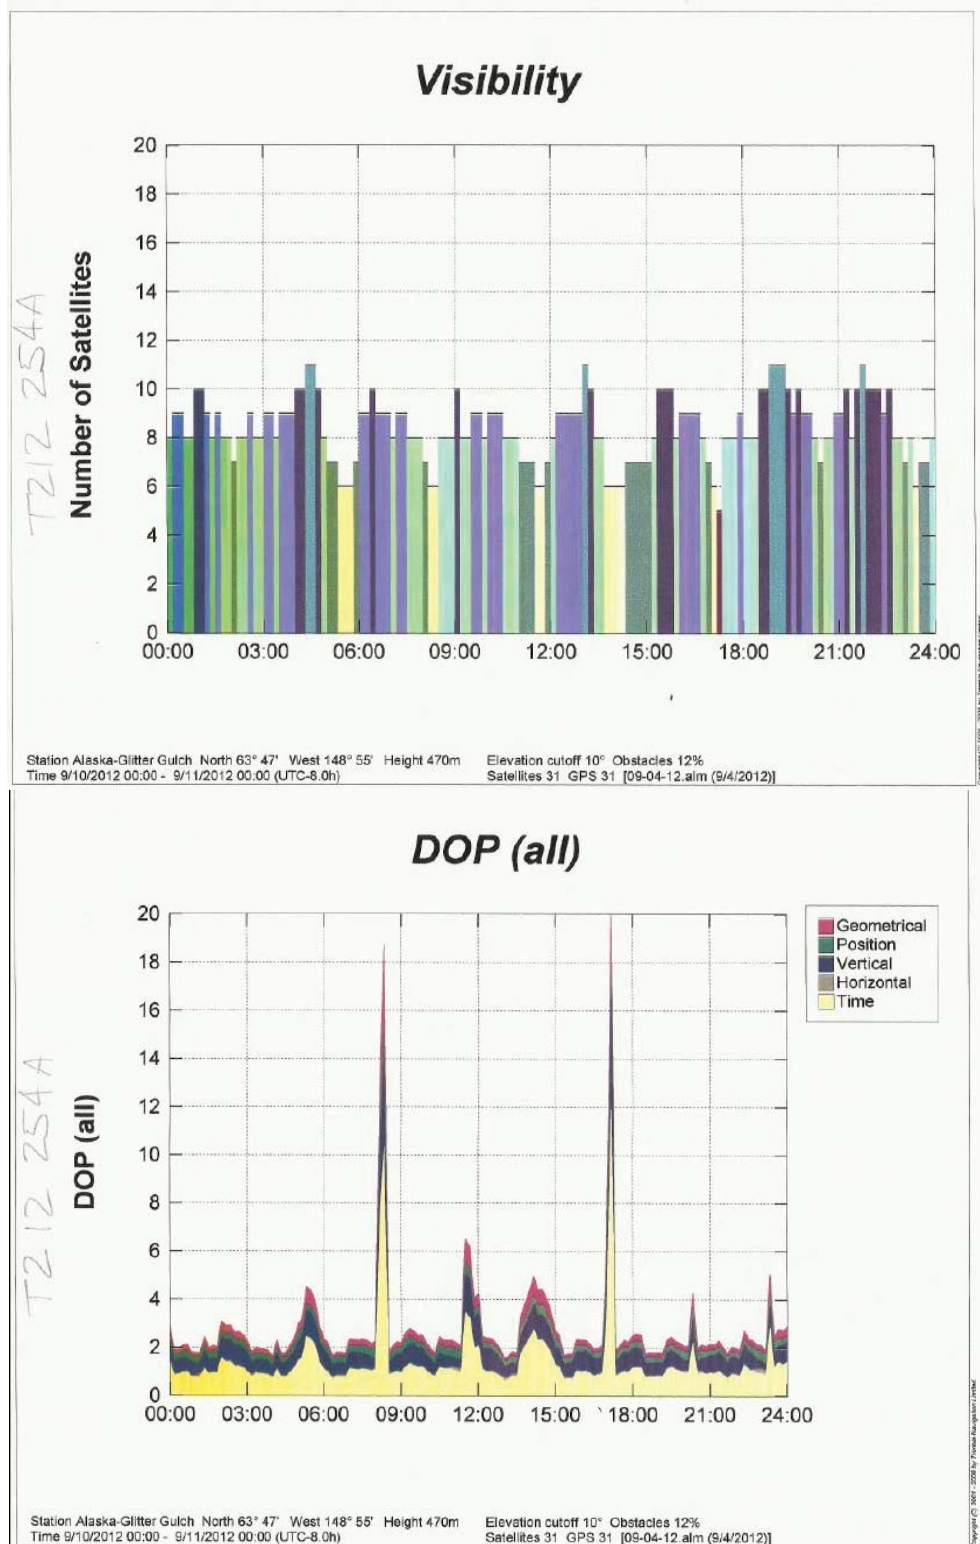 Visibility
T212 254A
Number of Satellites
20
18
16
14
12
10
8
6
4
2
0
00:00 03:00 06:00 09:00 12:00 15:00 18:00 21:00 24:00
Station Alaska-Glitter Gulch North 63° 47' West 148° 55' Height 470m Elevation cutoff 10° Obstacles 12%
Time 9/10/2012 00:00 - 9/11/2012 00:00 (UTC-8.0h) Satellites 31 GPS 31 [09-04-12.alm (9/4/2012)]
DOP (all)
T212 254A
DOP (all)
20
18
16
14
12
10
8
6
4
2
0
00:00 03:00 06:00 09:00 12:00 15:00 18:00 21:00 24:00
Geometrical
Position
Vertical
Horizontal
Time
Station Alaska-Glitter Gulch North 63° 47' West 148° 55' Height 470m Elevation cutoff 10° Obstacles 12%
Time 9/10/2012 00:00 - 9/11/2012 00:00 (UTC-8.0h) Satellites 31 GPS 31 [09-04-12.alm (9/4/2012)]
Copyright (C) 2001 - 2009 by Trimble Navigation Limited